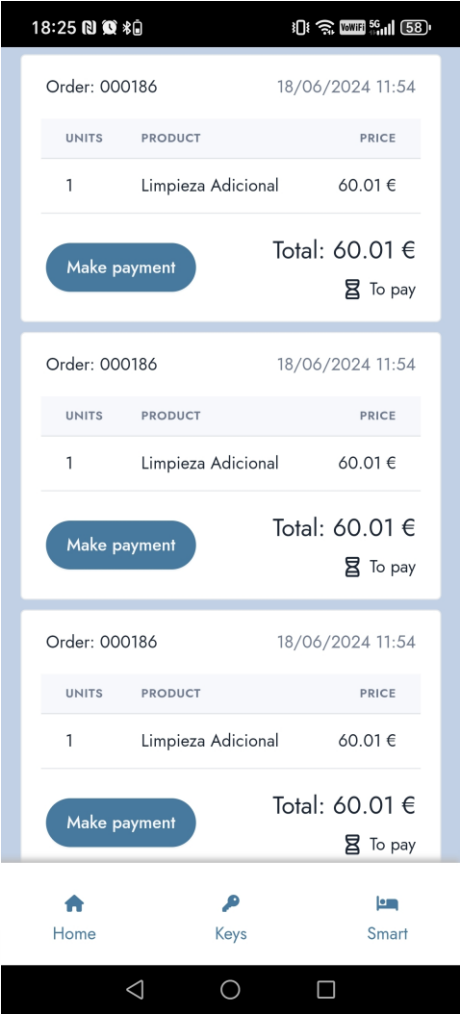 18:25 VoWiFi 5G 58
Order: 000186 18/06/2024 11:54
UNITS PRODUCT PRICE
1 Limpieza Adicional 60.01 €
Total: 60.01 €
Make payment
To pay
Order: 000186 18/06/2024 11:54
UNITS PRODUCT PRICE
1 Limpieza Adicional 60.01 €
Total: 60.01 €
Make payment
To pay
Order: 000186 18/06/2024 11:54
UNITS PRODUCT PRICE
1 Limpieza Adicional 60.01 €
Total: 60.01 €
Make payment
To pay
Home Keys Smart